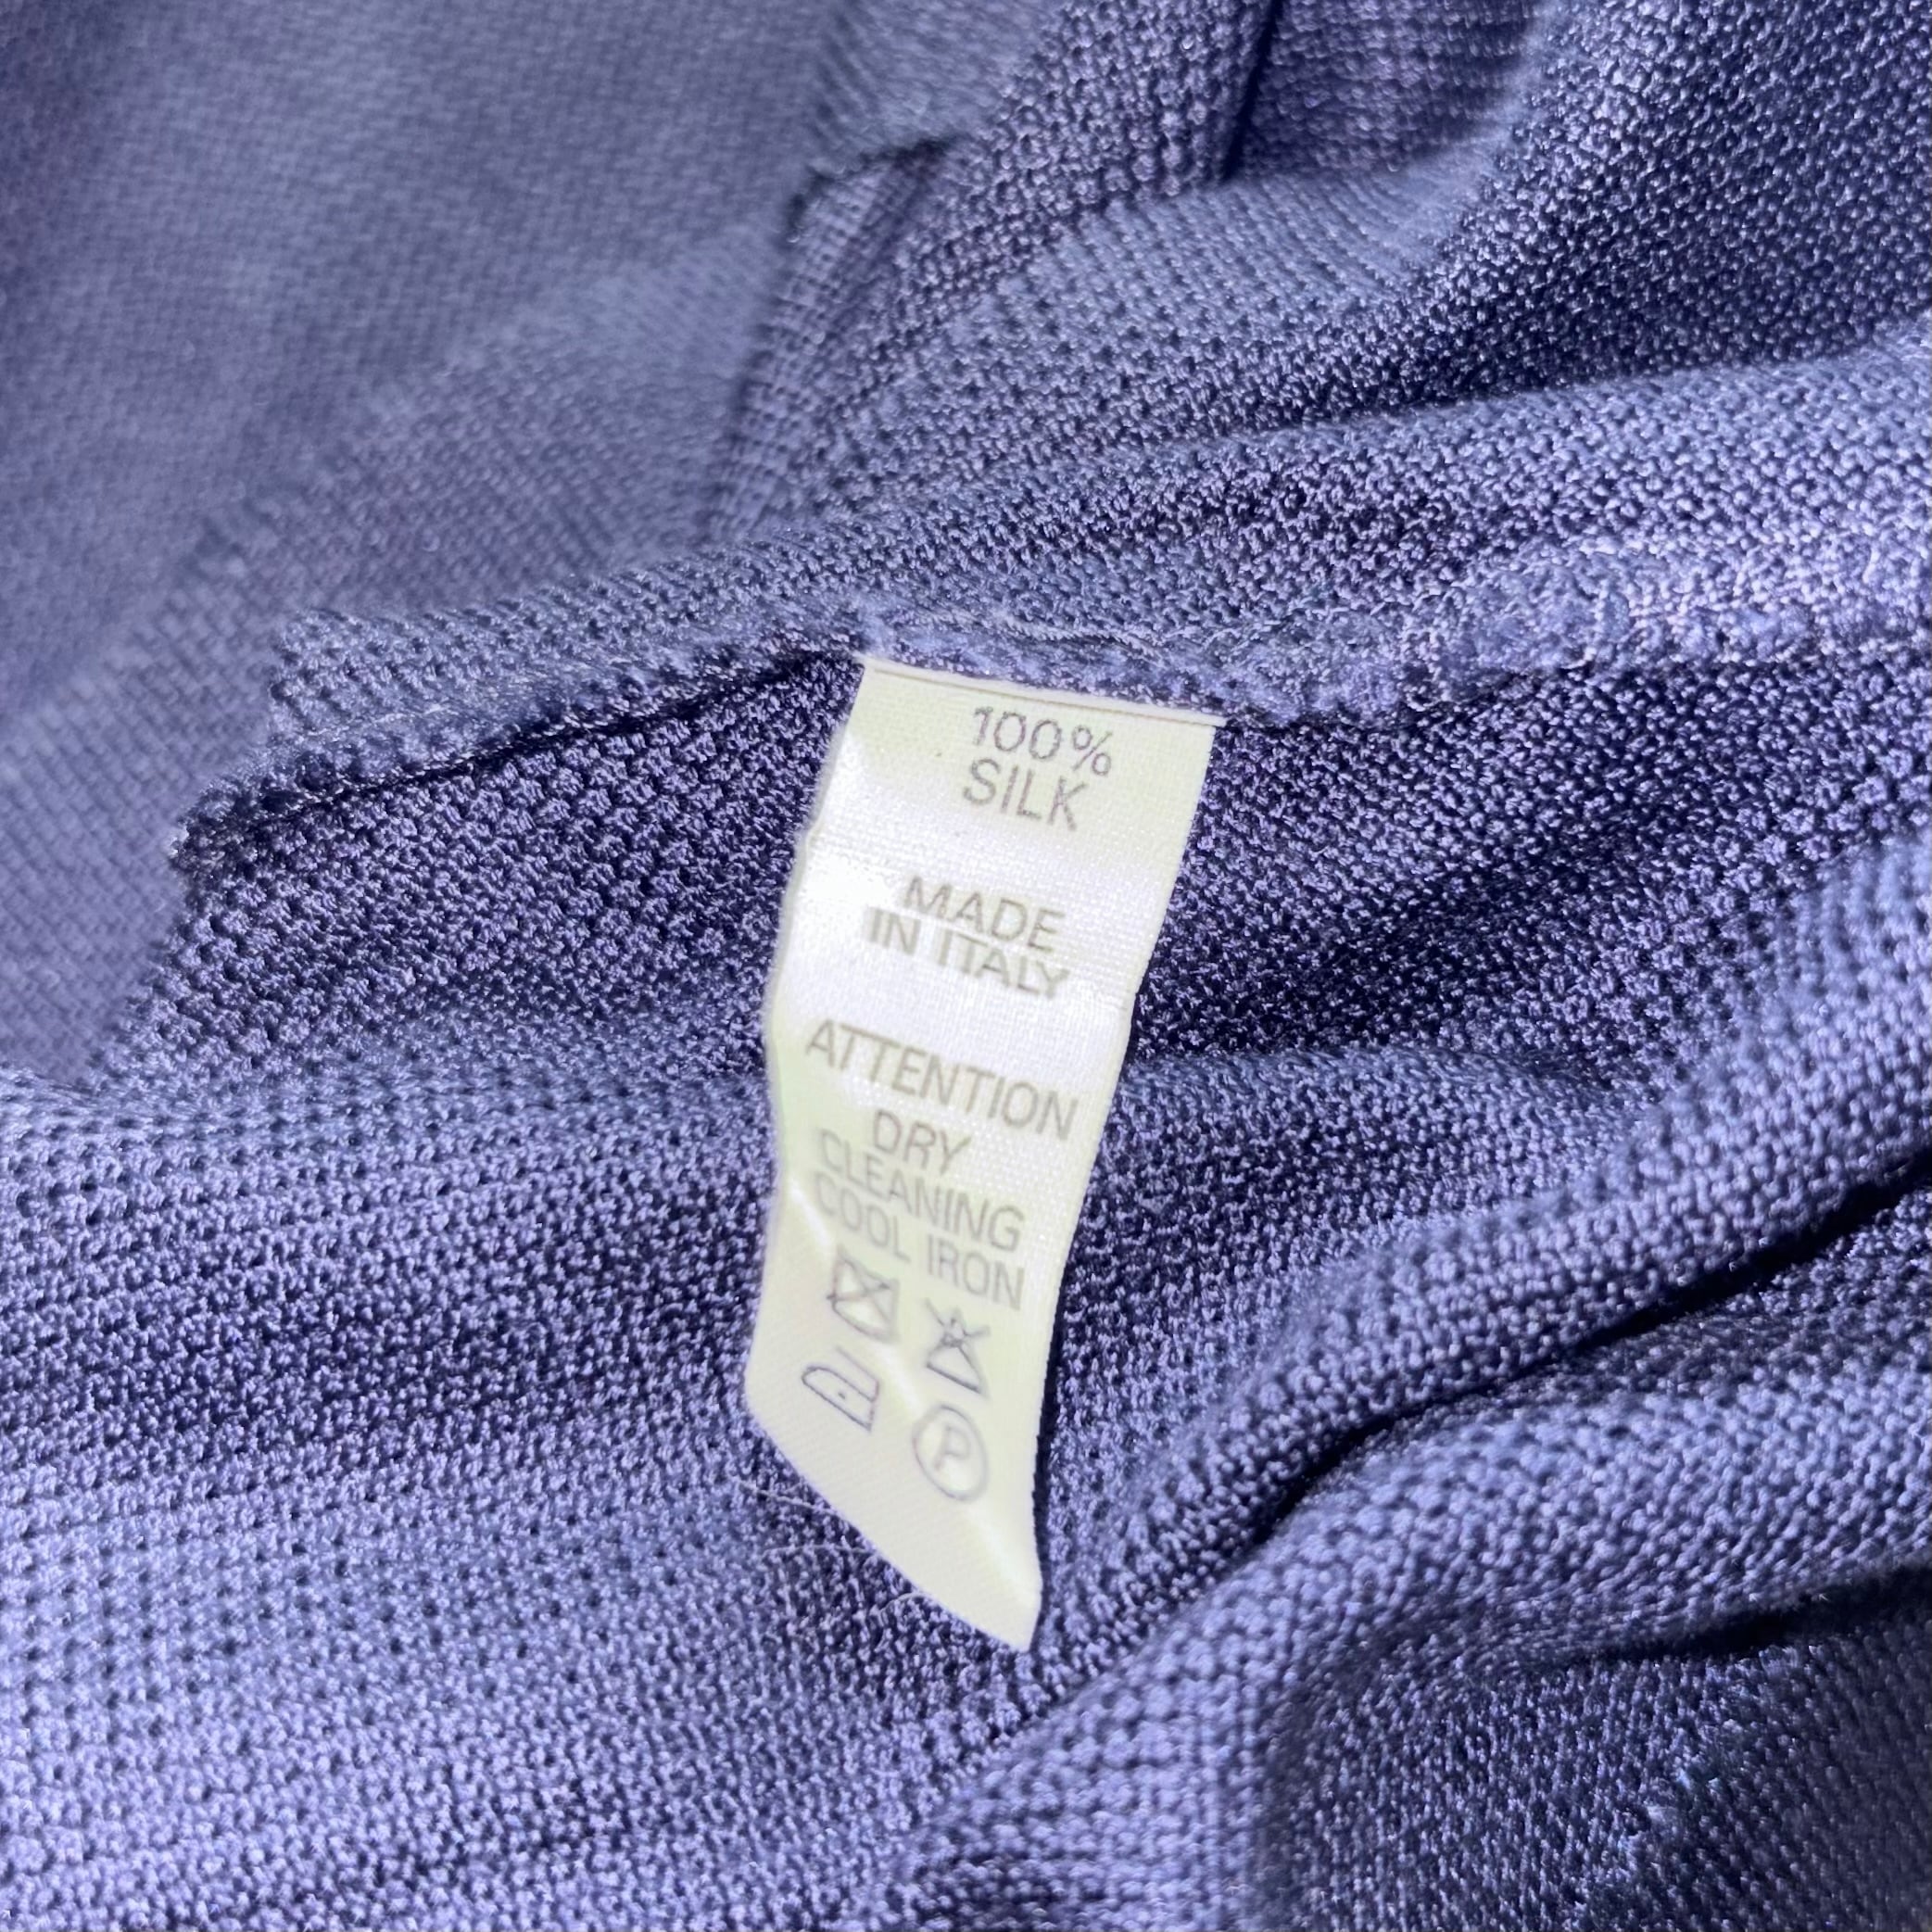 100%
SILK
MADE
IN ITALY
ATTENTION
DRY
CLEANING
COOL IRON
P